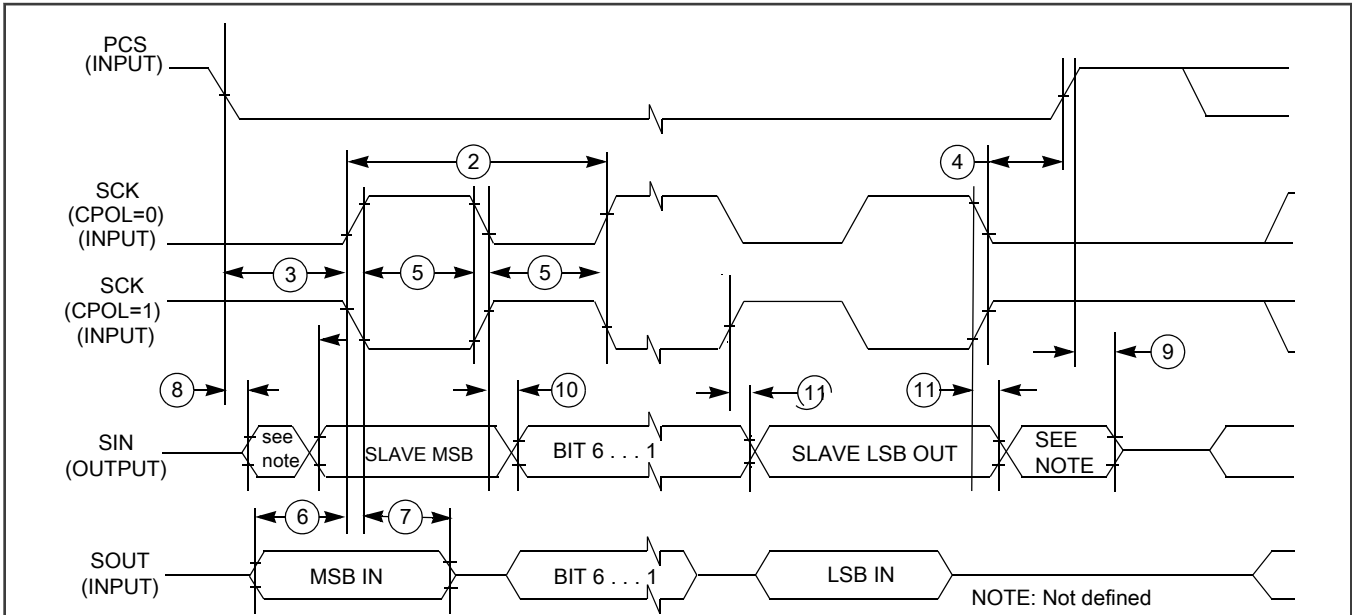 PCS
(INPUT)
2
4
SCK
(CPOL=0)
(INPUT)
3
5
5
SCK
(CPOL=1)
(INPUT)
8
10
11
11
9
SIN
(OUTPUT)
see
note
SLAVE MSB
BIT 6 . . . 1
SLAVE LSB OUT
SEE
NOTE
6
7
SOUT
(INPUT)
MSB IN
BIT 6 . . . 1
LSB IN
NOTE: Not defined